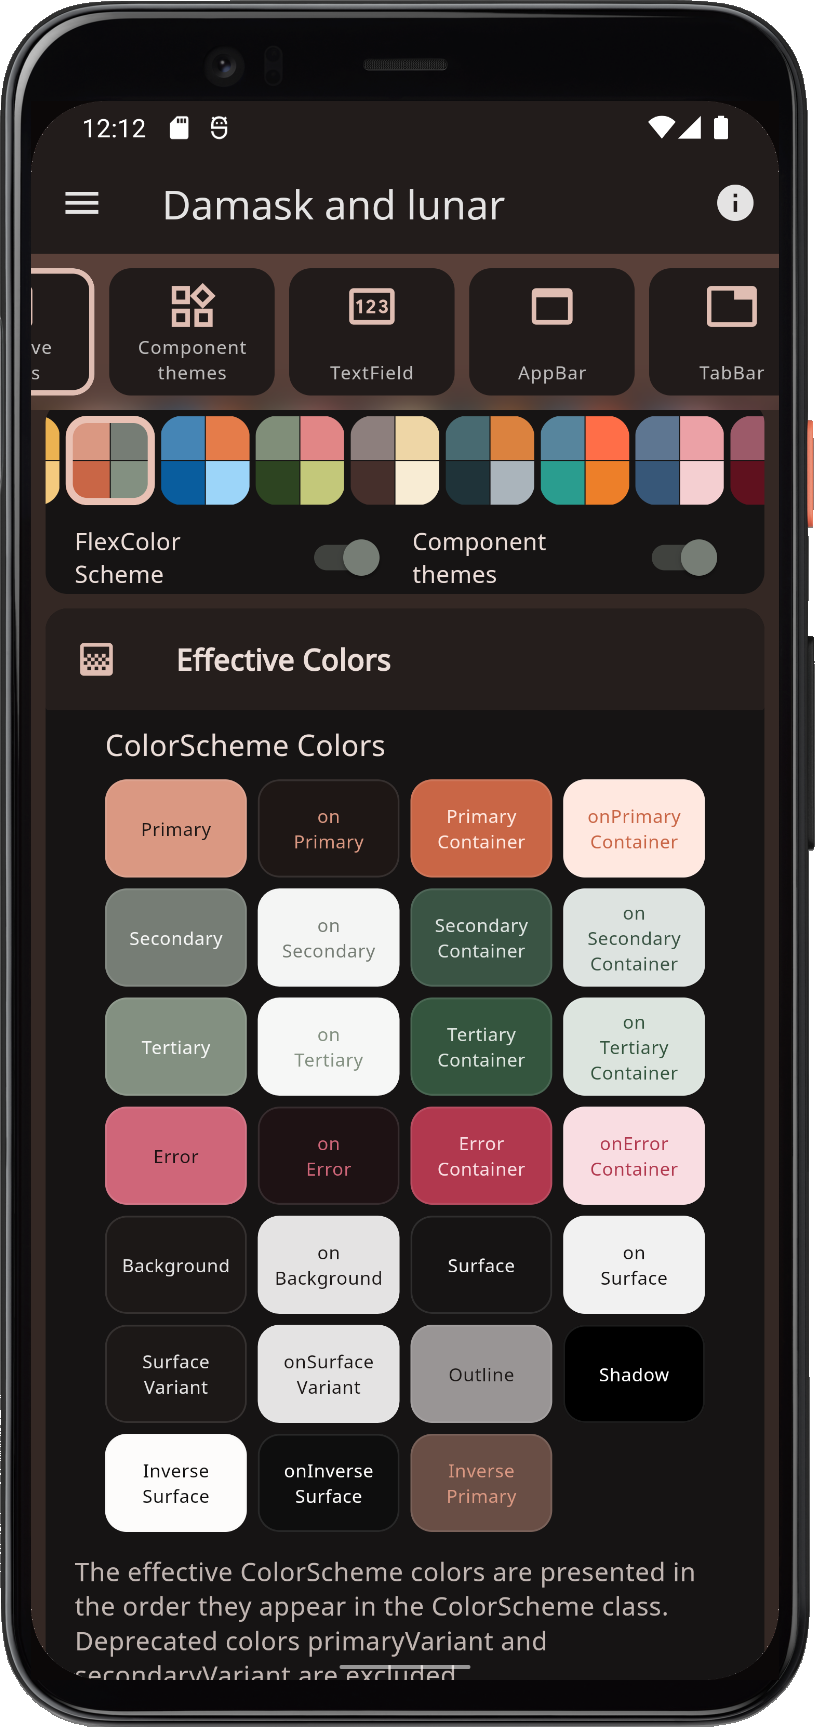 12:12
Damask and lunar
ve
s
Component
themes
123
TextField
AppBar
TabBar
FlexColor
Scheme
Component
themes
Effective Colors
ColorScheme Colors
Primary
on
Primary
Primary
Container
onPrimary
Container
Secondary
on
Secondary
Secondary
Container
on
Secondary
Container
Tertiary
on
Tertiary
Tertiary
Container
on
Tertiary
Container
Error
on
Error
Error
Container
onError
Container
Background
on
Background
Surface
on
Surface
Surface
Variant
onSurface
Variant
Outline
Shadow
Inverse
Surface
onInverse
Surface
Inverse
Primary
The effective ColorScheme colors are presented in
the order they appear in the ColorScheme class.
Deprecated colors primaryVariant and
secondaryVariant are excluded